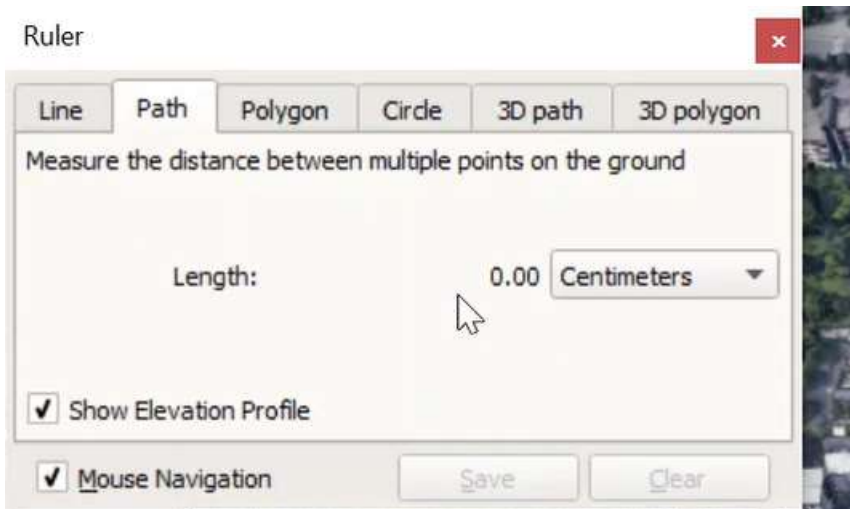 Ruler
Line Path Polygon Circle 3D path 3D polygon
Measure the distance between multiple points on the ground
Length: 0.00 Centimeters
Show Elevation Profile
Mouse Navigation Save Clear